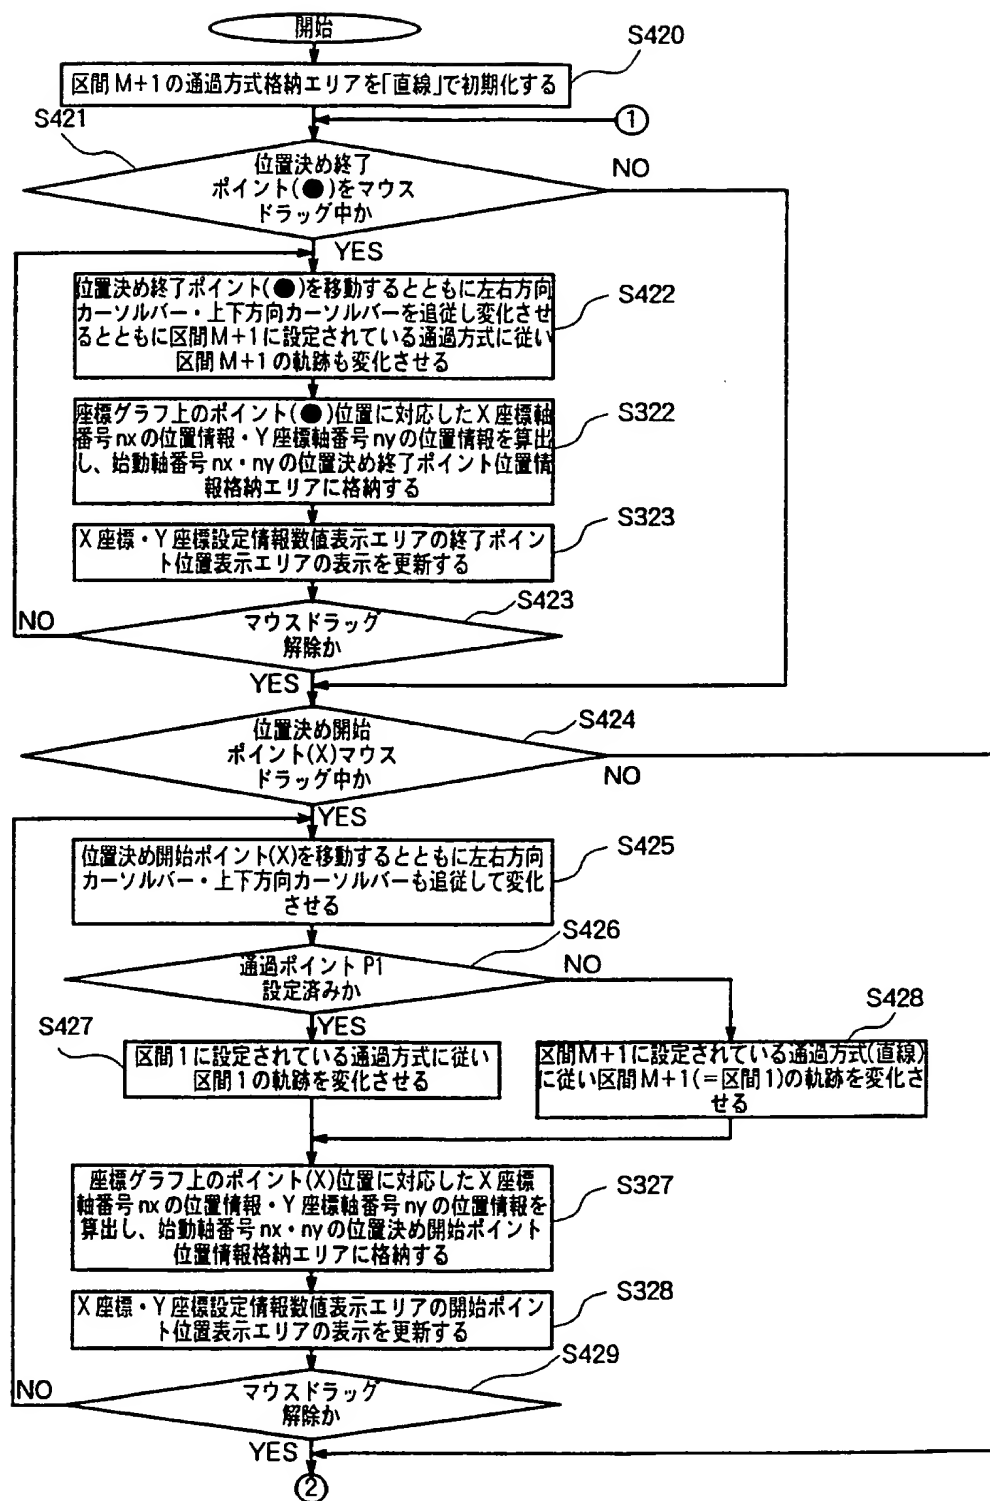 開始
S420
区間M+1の通過方式格納エリアを「直線」で初期化する
S421
①
位置決め終了
ポイント(●)をマウス
ドラッグ中か
NO
YES
位置決め終了ポイント(●)を移動するとともに左右方向
カーソルバー・上下方向カーソルバーを追従し変化させ
るとともに区間M+1に設定されている通過方式に従い
区間M+1の軌跡も変化させる
S422
座標グラフ上のポイント(●)位置に対応したX座標軸
番号nxの位置情報・Y座標軸番号nyの位置情報を算出
し、始動軸番号nx・nyの位置決め終了ポイント位置情
報格納エリアに格納する
S322
X座標・Y座標設定情報数値表示エリアの終了ポイン
ト位置表示エリアの表示を更新する
S323
マウスドラッグ
解除か
S423
NO
YES
位置決め開始
ポイント(X)マウス
ドラッグ中か
S424
NO
YES
位置決め開始ポイント(X)を移動するとともに左右方向
カーソルバー・上下方向カーソルバーも追従して変化
させる
S425
通過ポイントP1
設定済みか
S426
NO
YES
S427
区間1に設定されている通過方式に従い
区間1の軌跡を変化させる
S428
区間M+1に設定されている通過方式(直線)
に従い区間M+1(=区間1)の軌跡を変化さ
せる
座標グラフ上のポイント(X)位置に対応したX座標
軸番号nxの位置情報・Y座標軸番号nyの位置情報を
算出し、始動軸番号nx・nyの位置決め開始ポイント
位置情報格納エリアに格納する
S327
X座標・Y座標設定情報数値表示エリアの開始ポイン
ト位置表示エリアの表示を更新する
S328
マウスドラッグ
解除か
S429
NO
YES
②